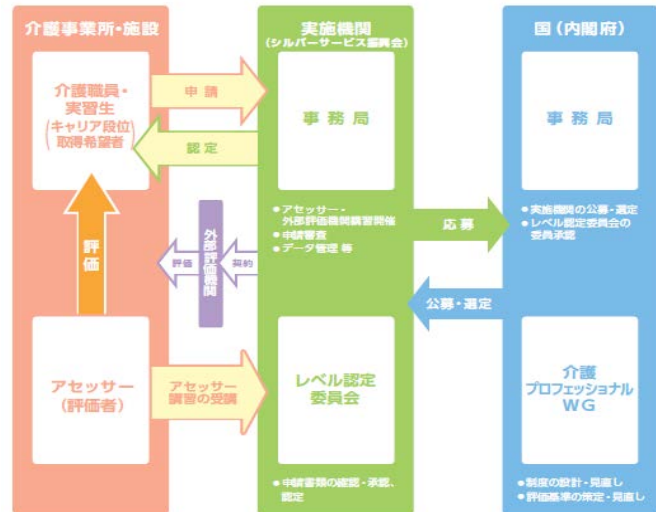 介護事業所・施設
介護職員・
実習生
(キャリア段位
取得希望者)
評価
アセッサー
(評価者)
申請
認定
評価
外部評価機関
契約
アセッサー
講習の受講
実施機関
(シルバーサービス振興会)
事務局
●アセッサー・
外部評価機関講習開催
●申請審査
●データ管理 等
レベル認定
委員会
●申請書類の確認・承認、
認定
応募
公募・選定
国(内閣府)
事務局
●実施機関の公募・選定
●レベル認定委員会の
委員承認
介護
プロフェッショナル
WG
●制度の設計・見直し
●評価基準の策定・見直し